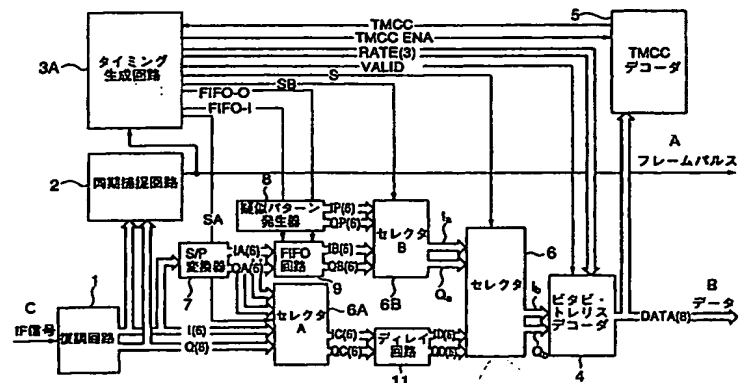 TMCC
5
TMCC ENA
RATE(3)
VALID
S
SB
3A
タイミング
生成回路
TMCC
デコーダ
FIFO-O
FIFO-I
A
フレームパルス
2
同期捕捉回路
8
疑似パターン
発生器
IP(6)
QP(6)
セレクタ
B
6B
Ia
Qa
SA
S/P
変換器
7
IA(6)
QA(6)
FIFO
回路
9
IB(6)
QB(6)
6
セレクタ
6A
セレクタ
A
C
IF信号
1
復調回路
I(6)
Q(6)
IC(6)
QC(6)
ディレイ
回路
11
ID(6)
QD(6)
Ib
ビタビ・
トレリス
デコーダ
4
B
データ
DATA(8)